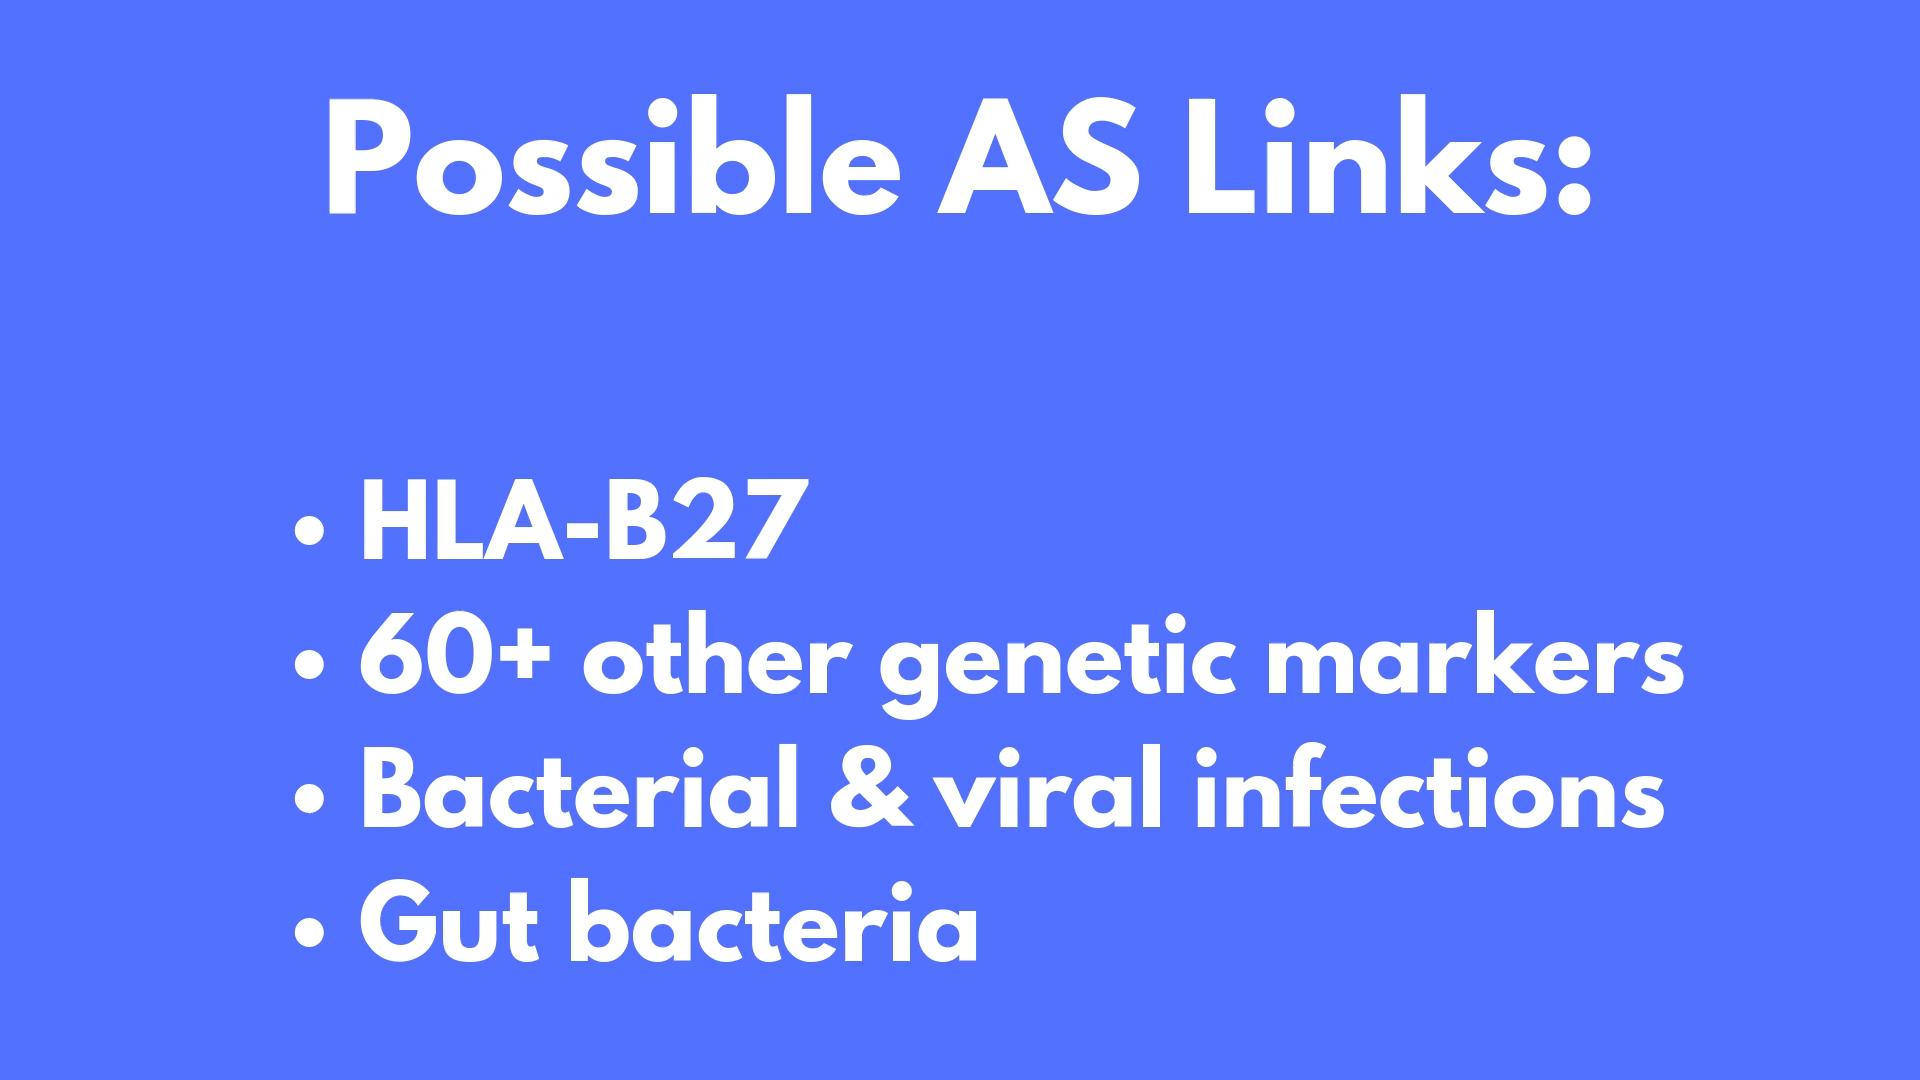 Possible AS Links:
• HLA-B27
• 60+ other genetic markers
• Bacterial & viral infections
• Gut bacteria